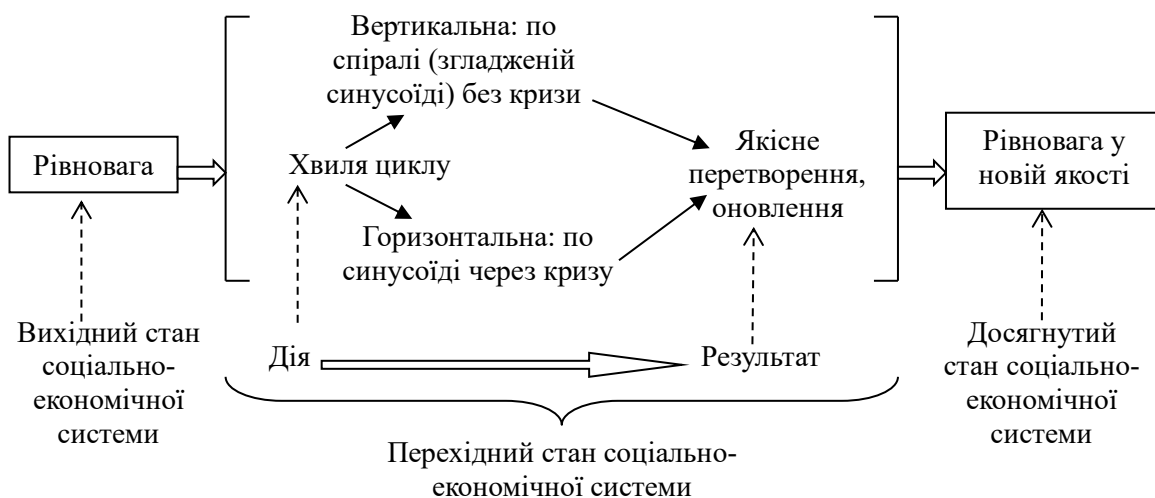 Рівновага
Вертикальна: по
спіралі (згладженій
синусоїді) без кризи
Хвиля циклу
Горизонтальна: по
синусоїді через кризу
Якісне
перетворення,
оновлення
Рівновага у
новій якості
Вихідний стан
соціально-
економічної
системи
Дія
Результат
Досягнутий
стан соціально-
економічної
системи
Перехідний стан соціально-
економічної системи